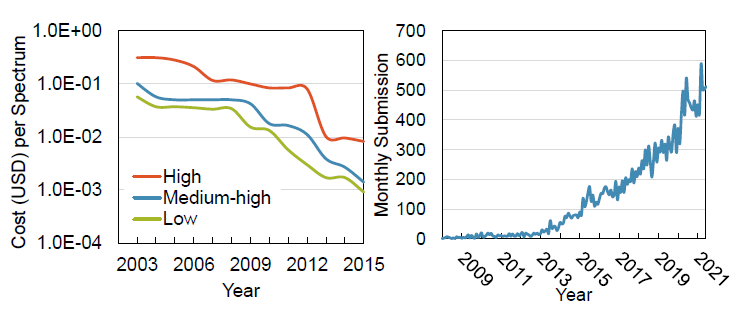 Cost (USD) per Spectrum
1.0E+00
1.0E-01
1.0E-02
1.0E-03
1.0E-04
High
Medium-high
Low
2003 2006 2009 2012 2015
Year
Monthly Submission
700
600
500
400
300
200
100
0
2009 2011 2013 2015 2017 2019 2021
Year